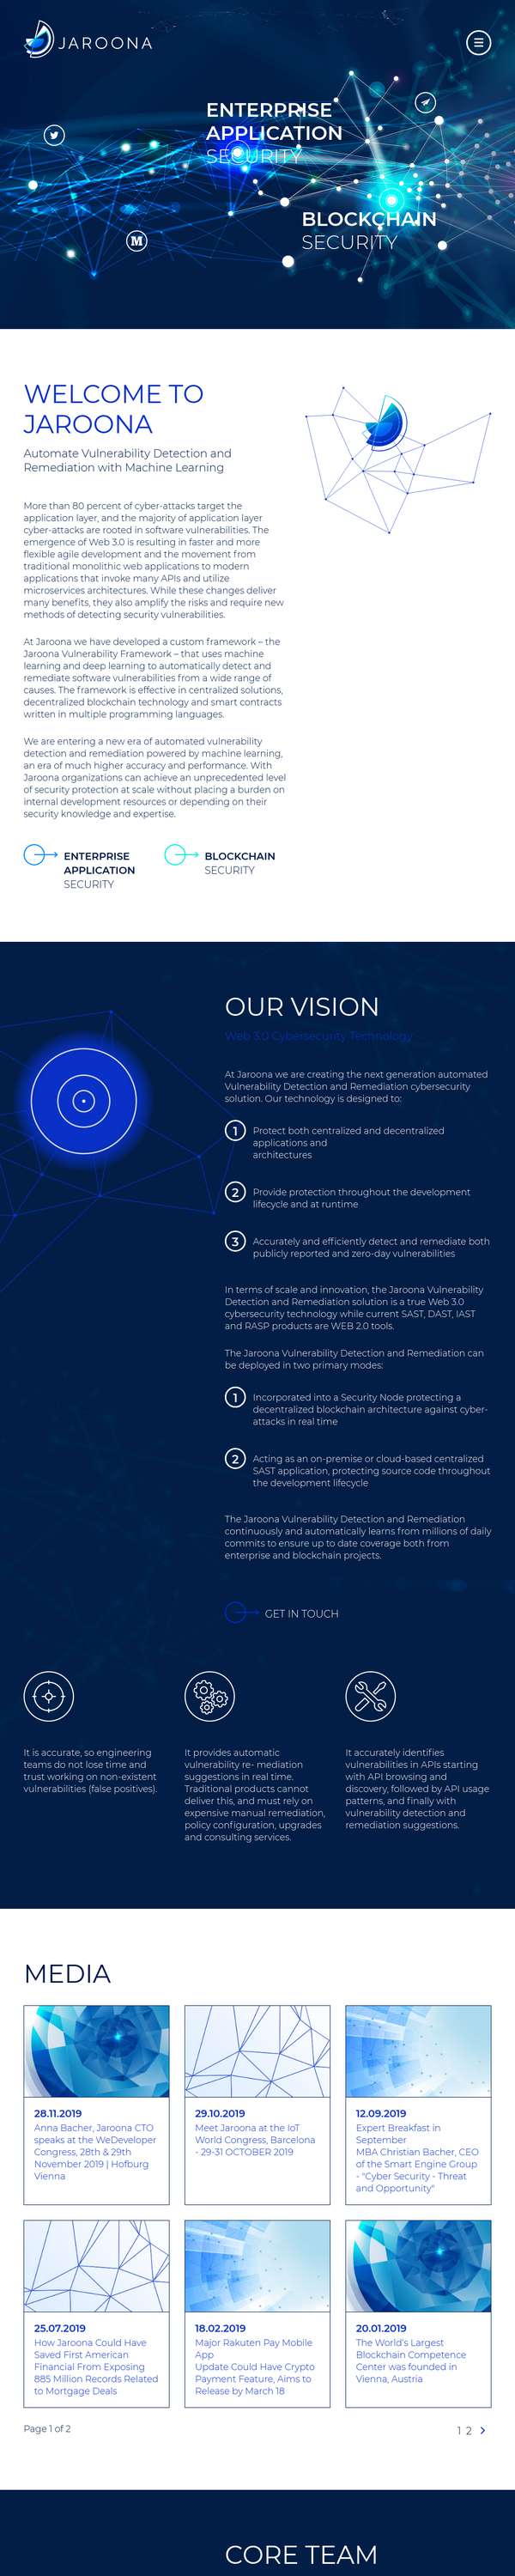 JAROONA
ENTERPRISE
APPLICATION
SECURITY
BLOCKCHAIN
SECURITY
M
WELCOME TO
JAROONA
Automate Vulnerability Detection and
Remediation with Machine Learning
More than 80 percent of cyber-attacks target the
application layer, and the majority of application layer
cyber-attacks are rooted in software vulnerabilities. The
emergence of Web 3.0 is resulting in faster and more
flexible agile development and the movement from
traditional monolithic web applications to modern
applications that invoke many APIs and utilize
microservices architectures. While these changes deliver
many benefits, they also amplify the risks and require new
methods of detecting security vulnerabilities.
At Jaroona we have developed a custom framework – the
Jaroona Vulnerability Framework – that uses machine
learning and deep learning to automatically detect and
remediate software vulnerabilities from a wide range of
causes. The framework is effective in centralized solutions,
decentralized blockchain technology and smart contracts
written in multiple programming languages.
We are entering a new era of automated vulnerability
detection and remediation powered by machine learning,
an era of much higher accuracy and performance. With
Jaroona organizations can achieve an unprecedented level
of security protection at scale without placing a burden on
internal development resources or depending on their
security knowledge and expertise.
ENTERPRISE
APPLICATION
SECURITY
BLOCKCHAIN
SECURITY
OUR VISION
Web 3.0 Cybersecurity Technology
At Jaroona we are creating the next generation automated
Vulnerability Detection and Remediation cybersecurity
solution. Our technology is designed to:
1 Protect both centralized and decentralized
applications and
architectures
2 Provide protection throughout the development
lifecycle and at runtime
3 Accurately and efficiently detect and remediate both
publicly reported and zero-day vulnerabilities
In terms of scale and innovation, the Jaroona Vulnerability
Detection and Remediation solution is a true Web 3.0
cybersecurity technology while current SAST, DAST, IAST
and RASP products are WEB 2.0 tools.
The Jaroona Vulnerability Detection and Remediation can
be deployed in two primary modes:
1 Incorporated into a Security Node protecting a
decentralized blockchain architecture against cyber-
attacks in real time
2 Acting as an on-premise or cloud-based centralized
SAST application, protecting source code throughout
the development lifecycle
The Jaroona Vulnerability Detection and Remediation
continuously and automatically learns from millions of daily
commits to ensure up to date coverage both from
enterprise and blockchain projects.
GET IN TOUCH
It is accurate, so engineering
teams do not lose time and
trust working on non-existent
vulnerabilities (false positives).
It provides automatic
vulnerability re- mediation
suggestions in real time.
Traditional products cannot
deliver this, and must rely on
expensive manual remediation,
policy configuration, upgrades
and consulting services.
It accurately identifies
vulnerabilities in APIs starting
with API browsing and
discovery, followed by API usage
patterns, and finally with
vulnerability detection and
remediation suggestions.
MEDIA
28.11.2019
Anna Bacher, Jaroona CTO
speaks at the WeDeveloper
Congress, 28th & 29th
November 2019 | Hofburg
Vienna
29.10.2019
Meet Jaroona at the IoT
World Congress, Barcelona
- 29-31 OCTOBER 2019
12.09.2019
Expert Breakfast in
September
MBA Christian Bacher, CEO
of the Smart Engine Group
- "Cyber Security - Threat
and Opportunity"
25.07.2019
How Jaroona Could Have
Saved First American
Financial From Exposing
885 Million Records Related
to Mortgage Deals
18.02.2019
Major Rakuten Pay Mobile
App
Update Could Have Crypto
Payment Feature, Aims to
Release by March 18
20.01.2019
The World's Largest
Blockchain Competence
Center was founded in
Vienna, Austria
Page 1 of 2
1 2
CORE TEAM